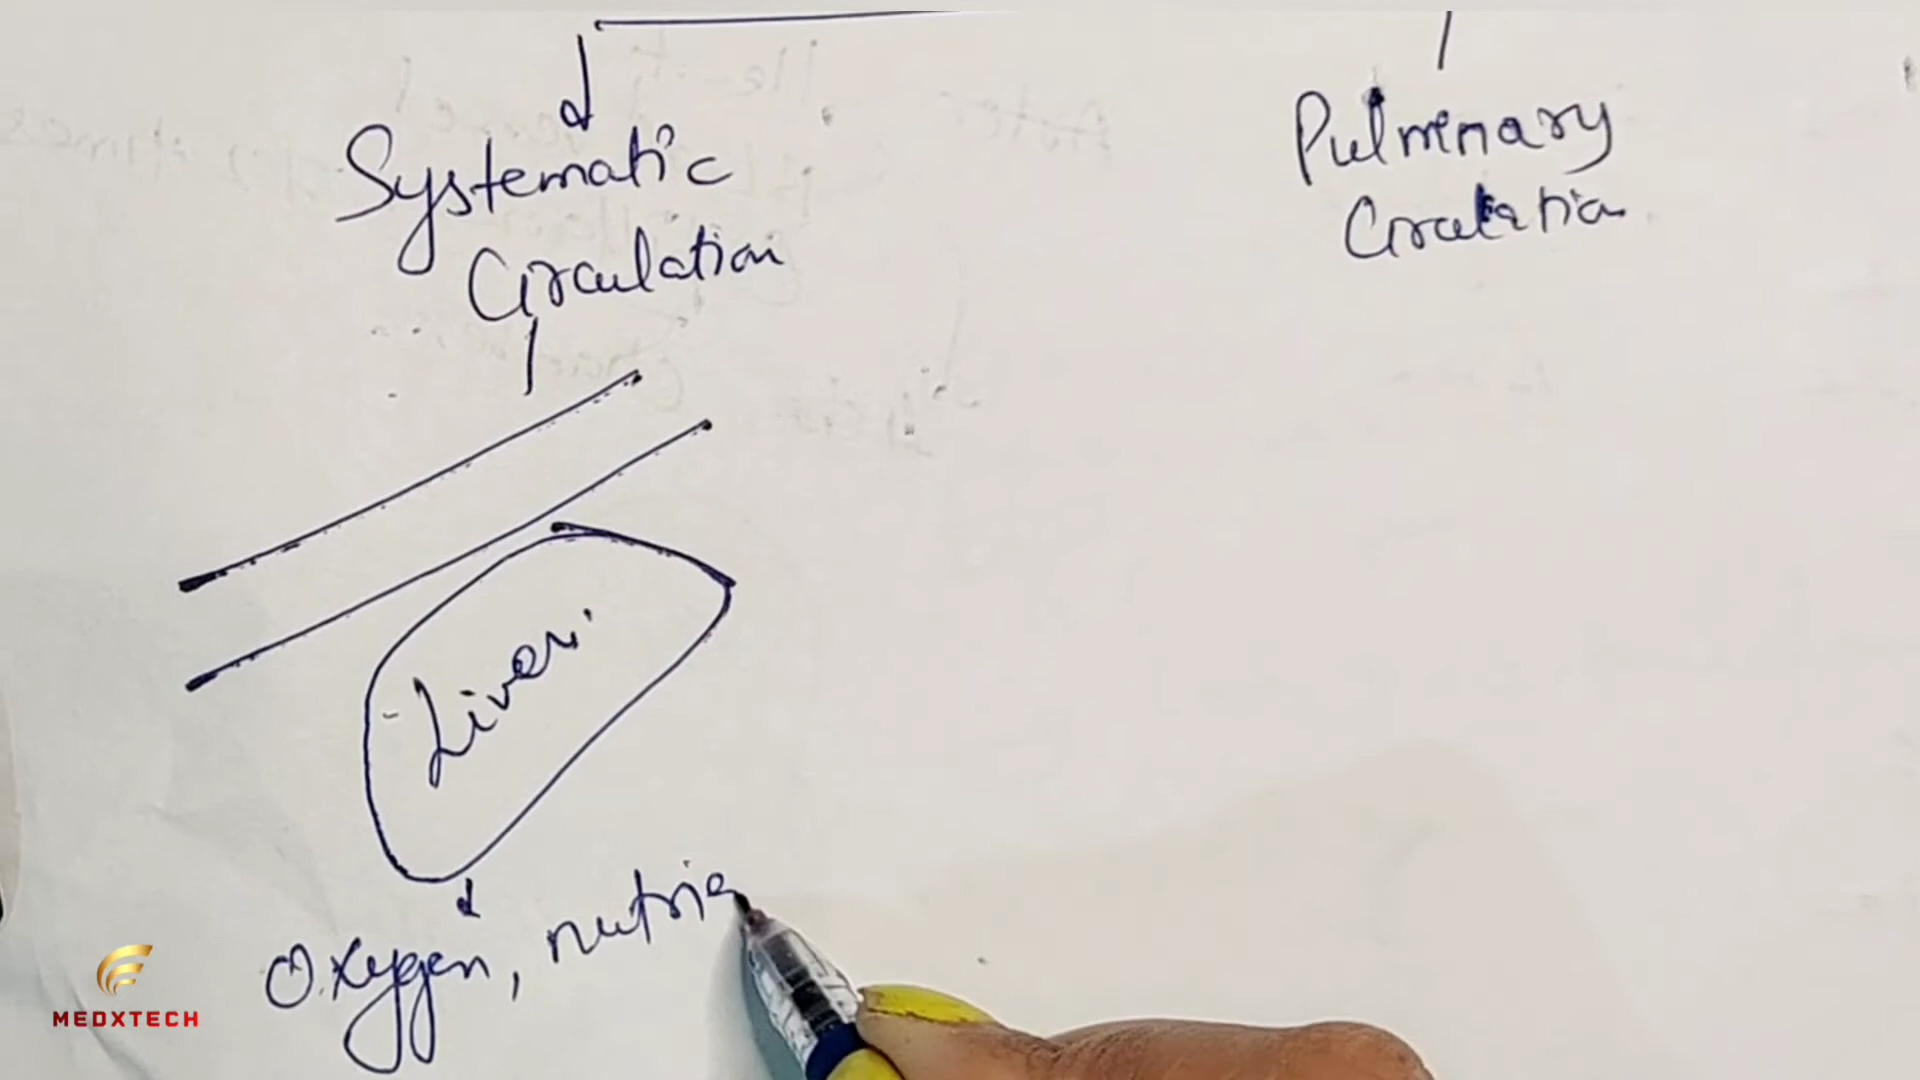 Systematic
Circulation
Pulmonary
Circulation
Liver
Oxygen, nutrie
MEDXTECH